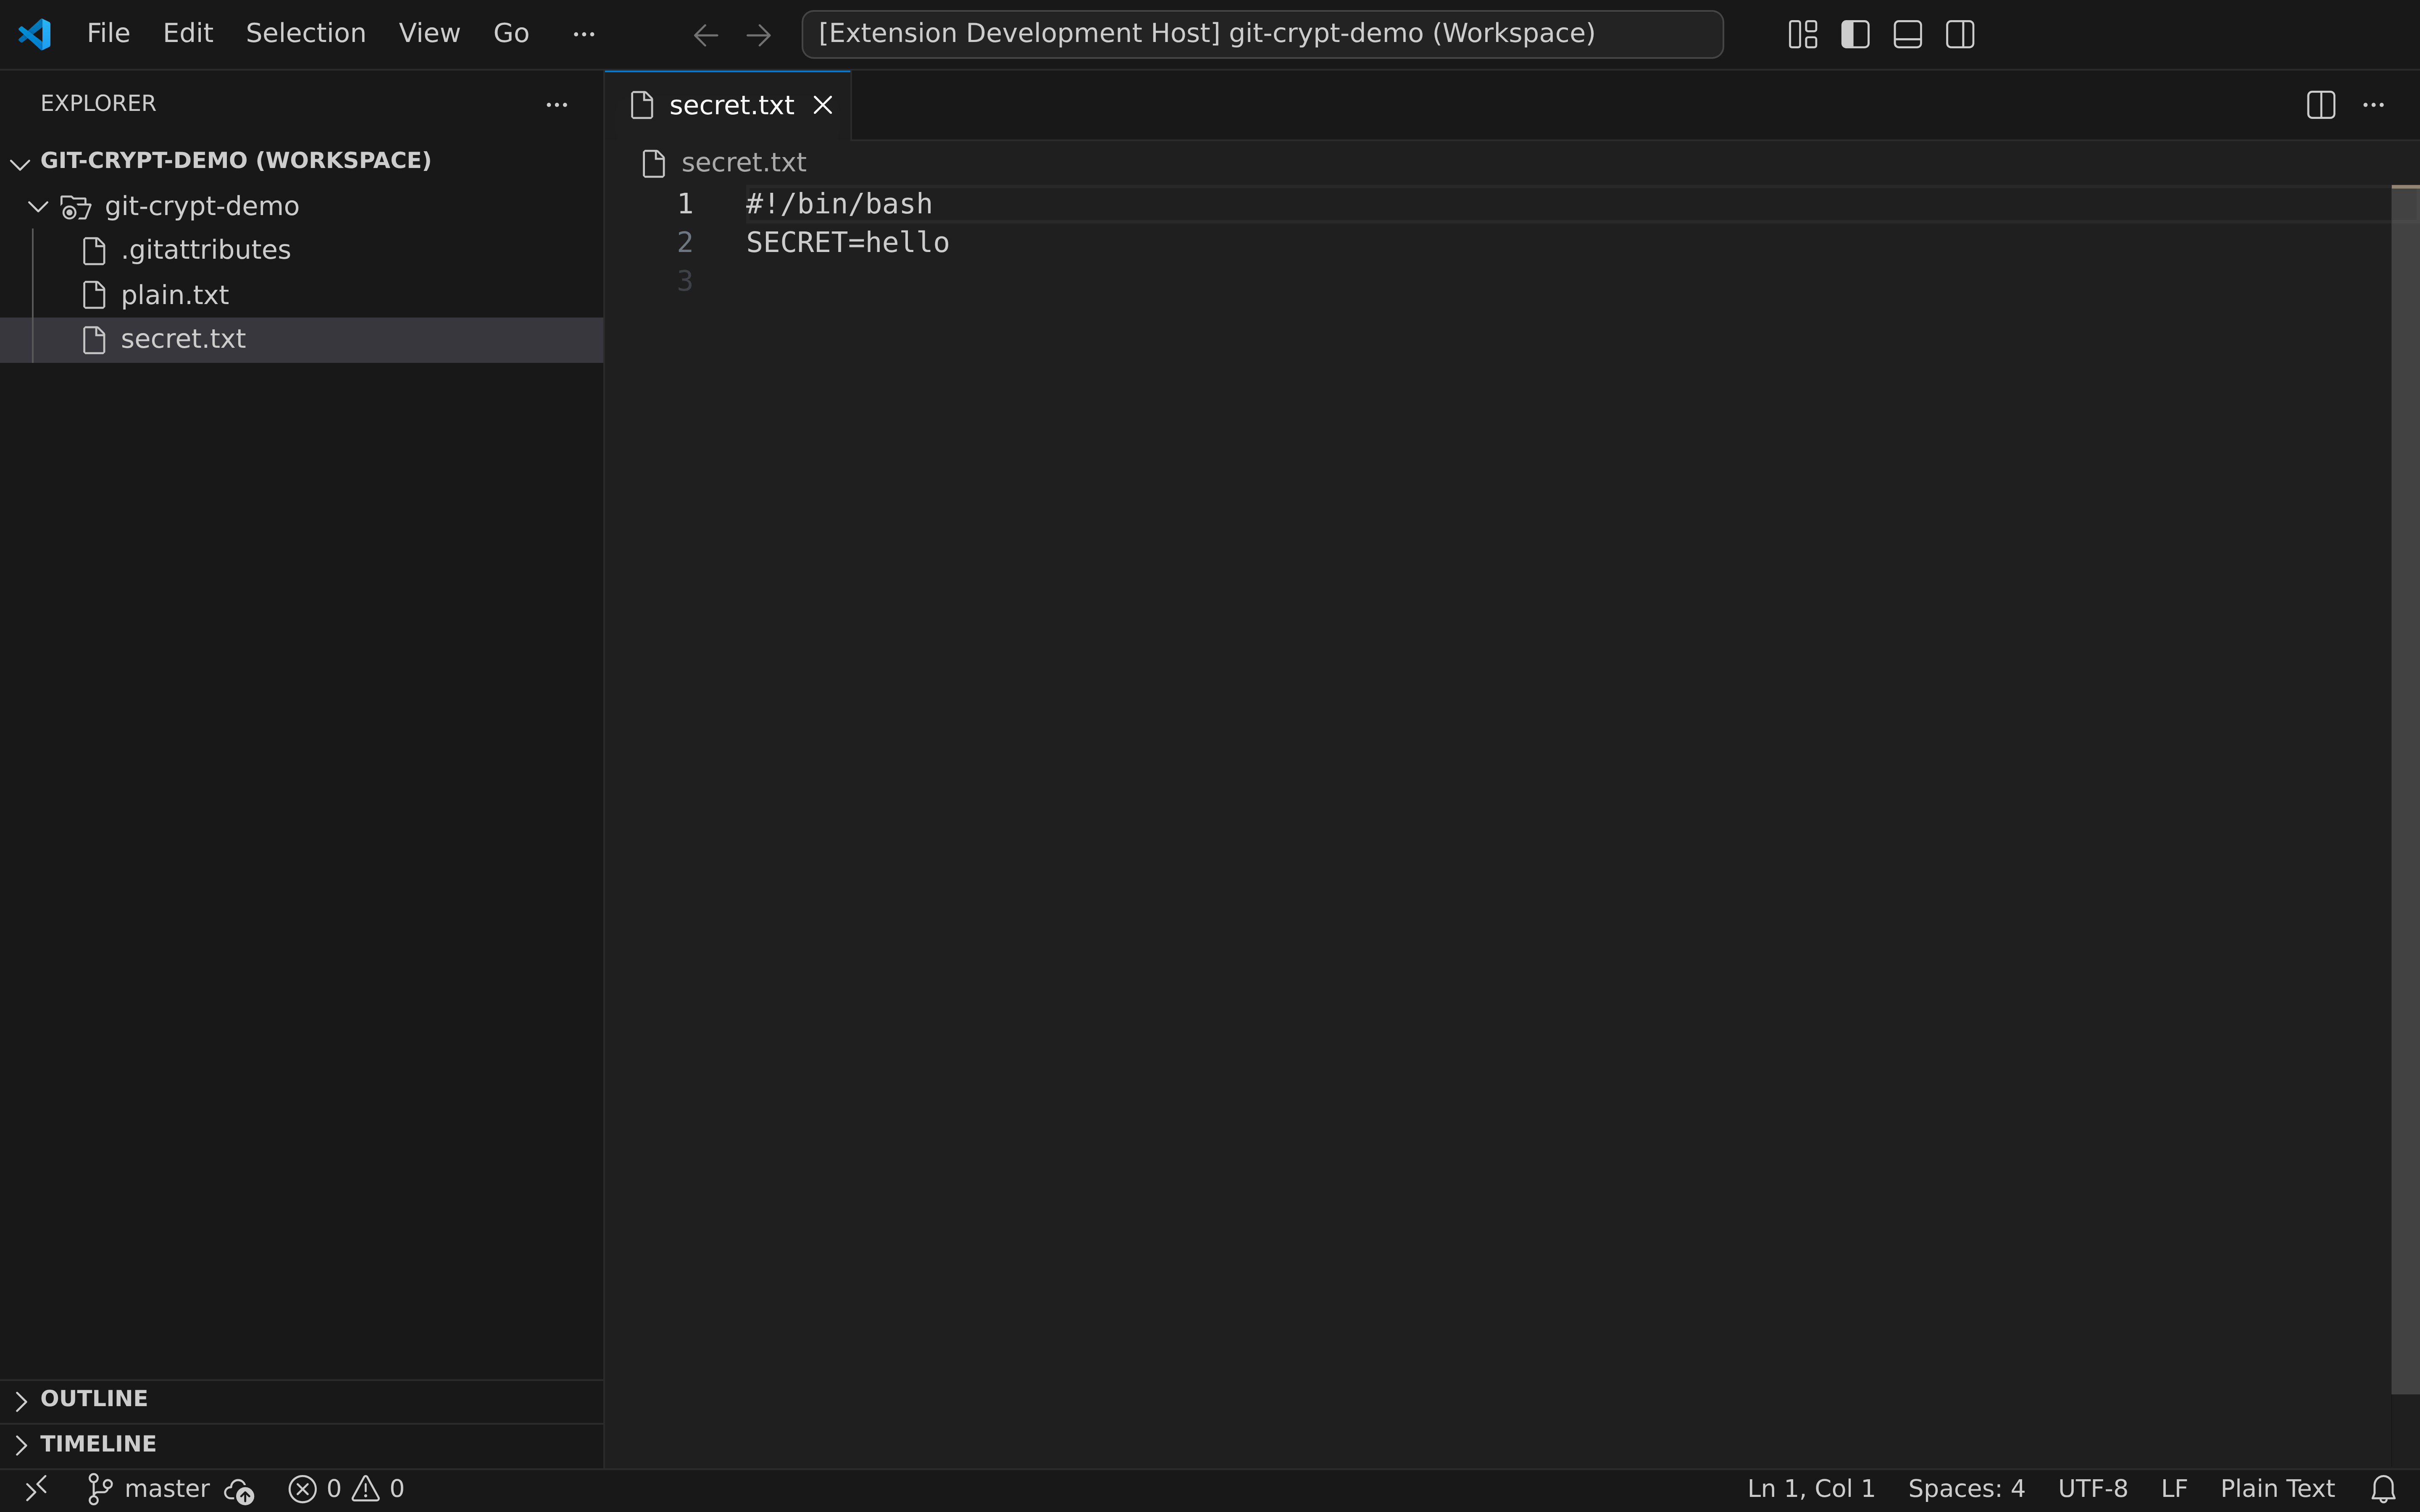 File Edit Selection View Go
[Extension Development Host] git-crypt-demo (Workspace)
EXPLORER
GIT-CRYPT-DEMO (WORKSPACE)
git-crypt-demo
.gitattributes
plain.txt
secret.txt
OUTLINE
TIMELINE
secret.txt
secret.txt
1 #!/bin/bash
2 SECRET=hello
3
master 0 0
Ln 1, Col 1 Spaces: 4 UTF-8 LF Plain Text